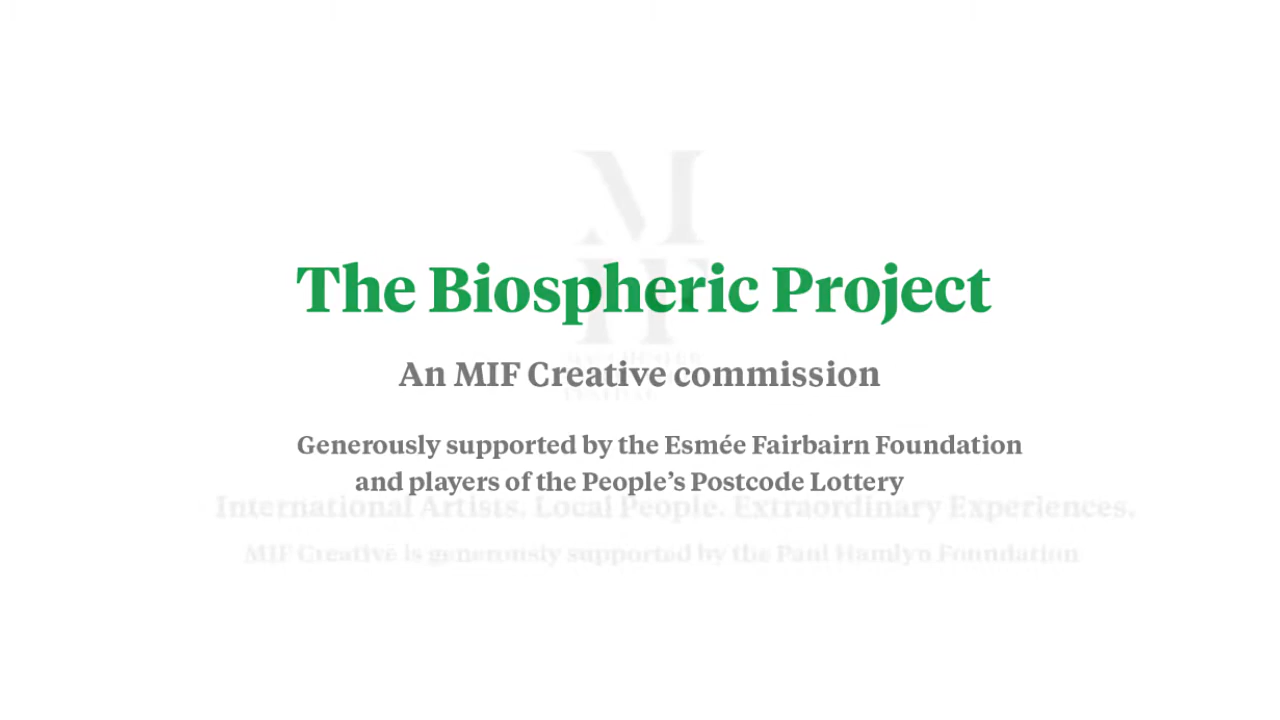 M
IF
The Biospheric Project
An MIF Creative commission
Generously supported by the Esmée Fairbairn Foundation
and players of the People's Postcode Lottery
International Artists. Local People. Extraordinary Experiences.
MIF Creative is generously supported by the Paul Hamlyn Foundation